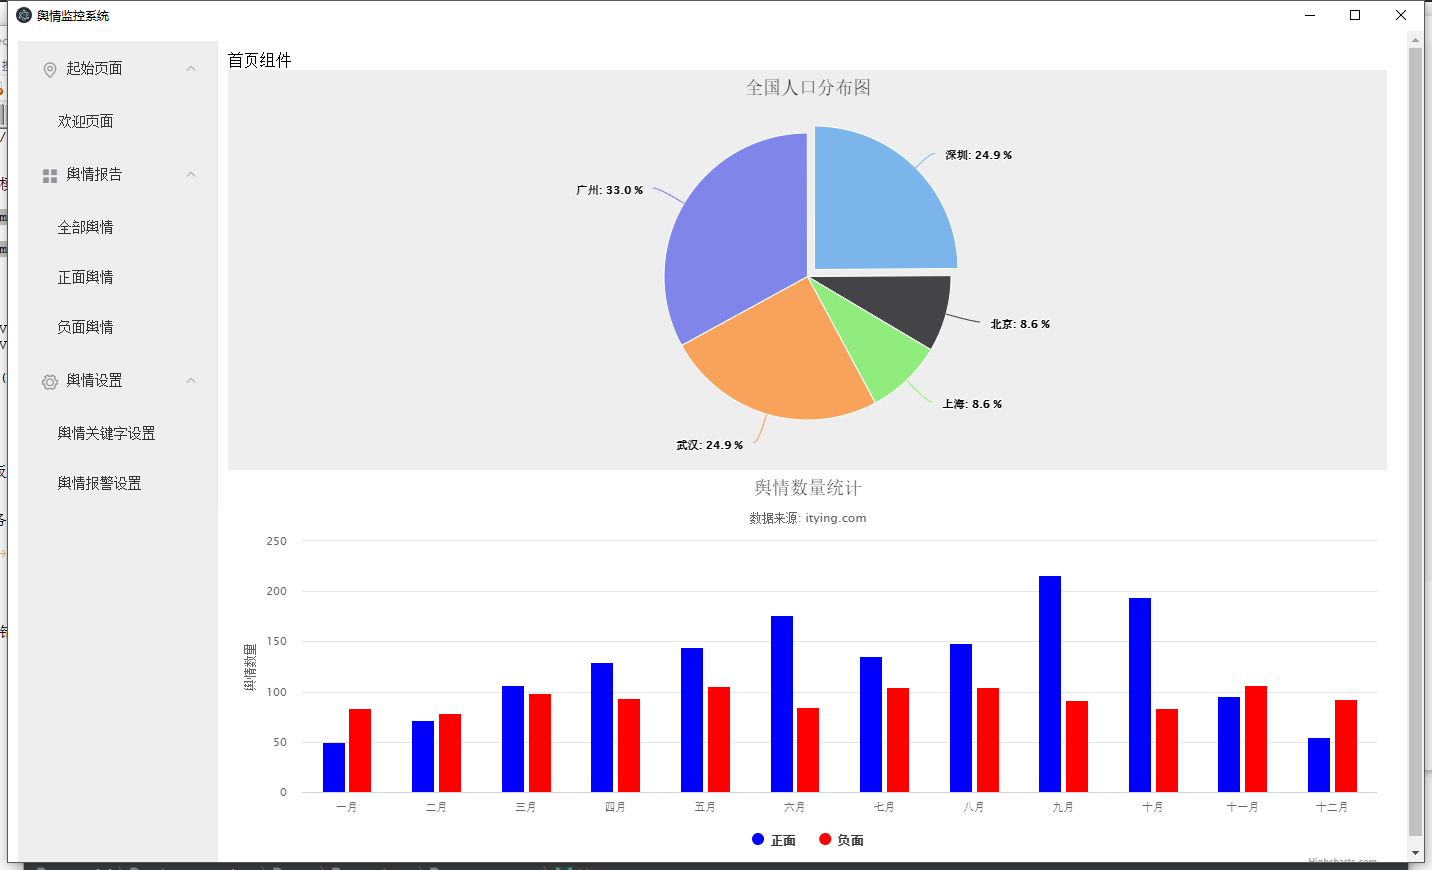 舆情监控系统
起始页面
欢迎页面
舆情报告
全部舆情
正面舆情
负面舆情
舆情设置
舆情关键字设置
舆情报警设置
首页组件
全国人口分布图
广州: 33.0 %
深圳: 24.9 %
北京: 8.6 %
上海: 8.6 %
武汉: 24.9 %
舆情数量统计
数据来源: itying.com
舆情数量
250
200
150
100
50
0
一月 二月 三月 四月 五月 六月 七月 八月 九月 十月 十一月 十二月
正面 负面
Highcharts.com